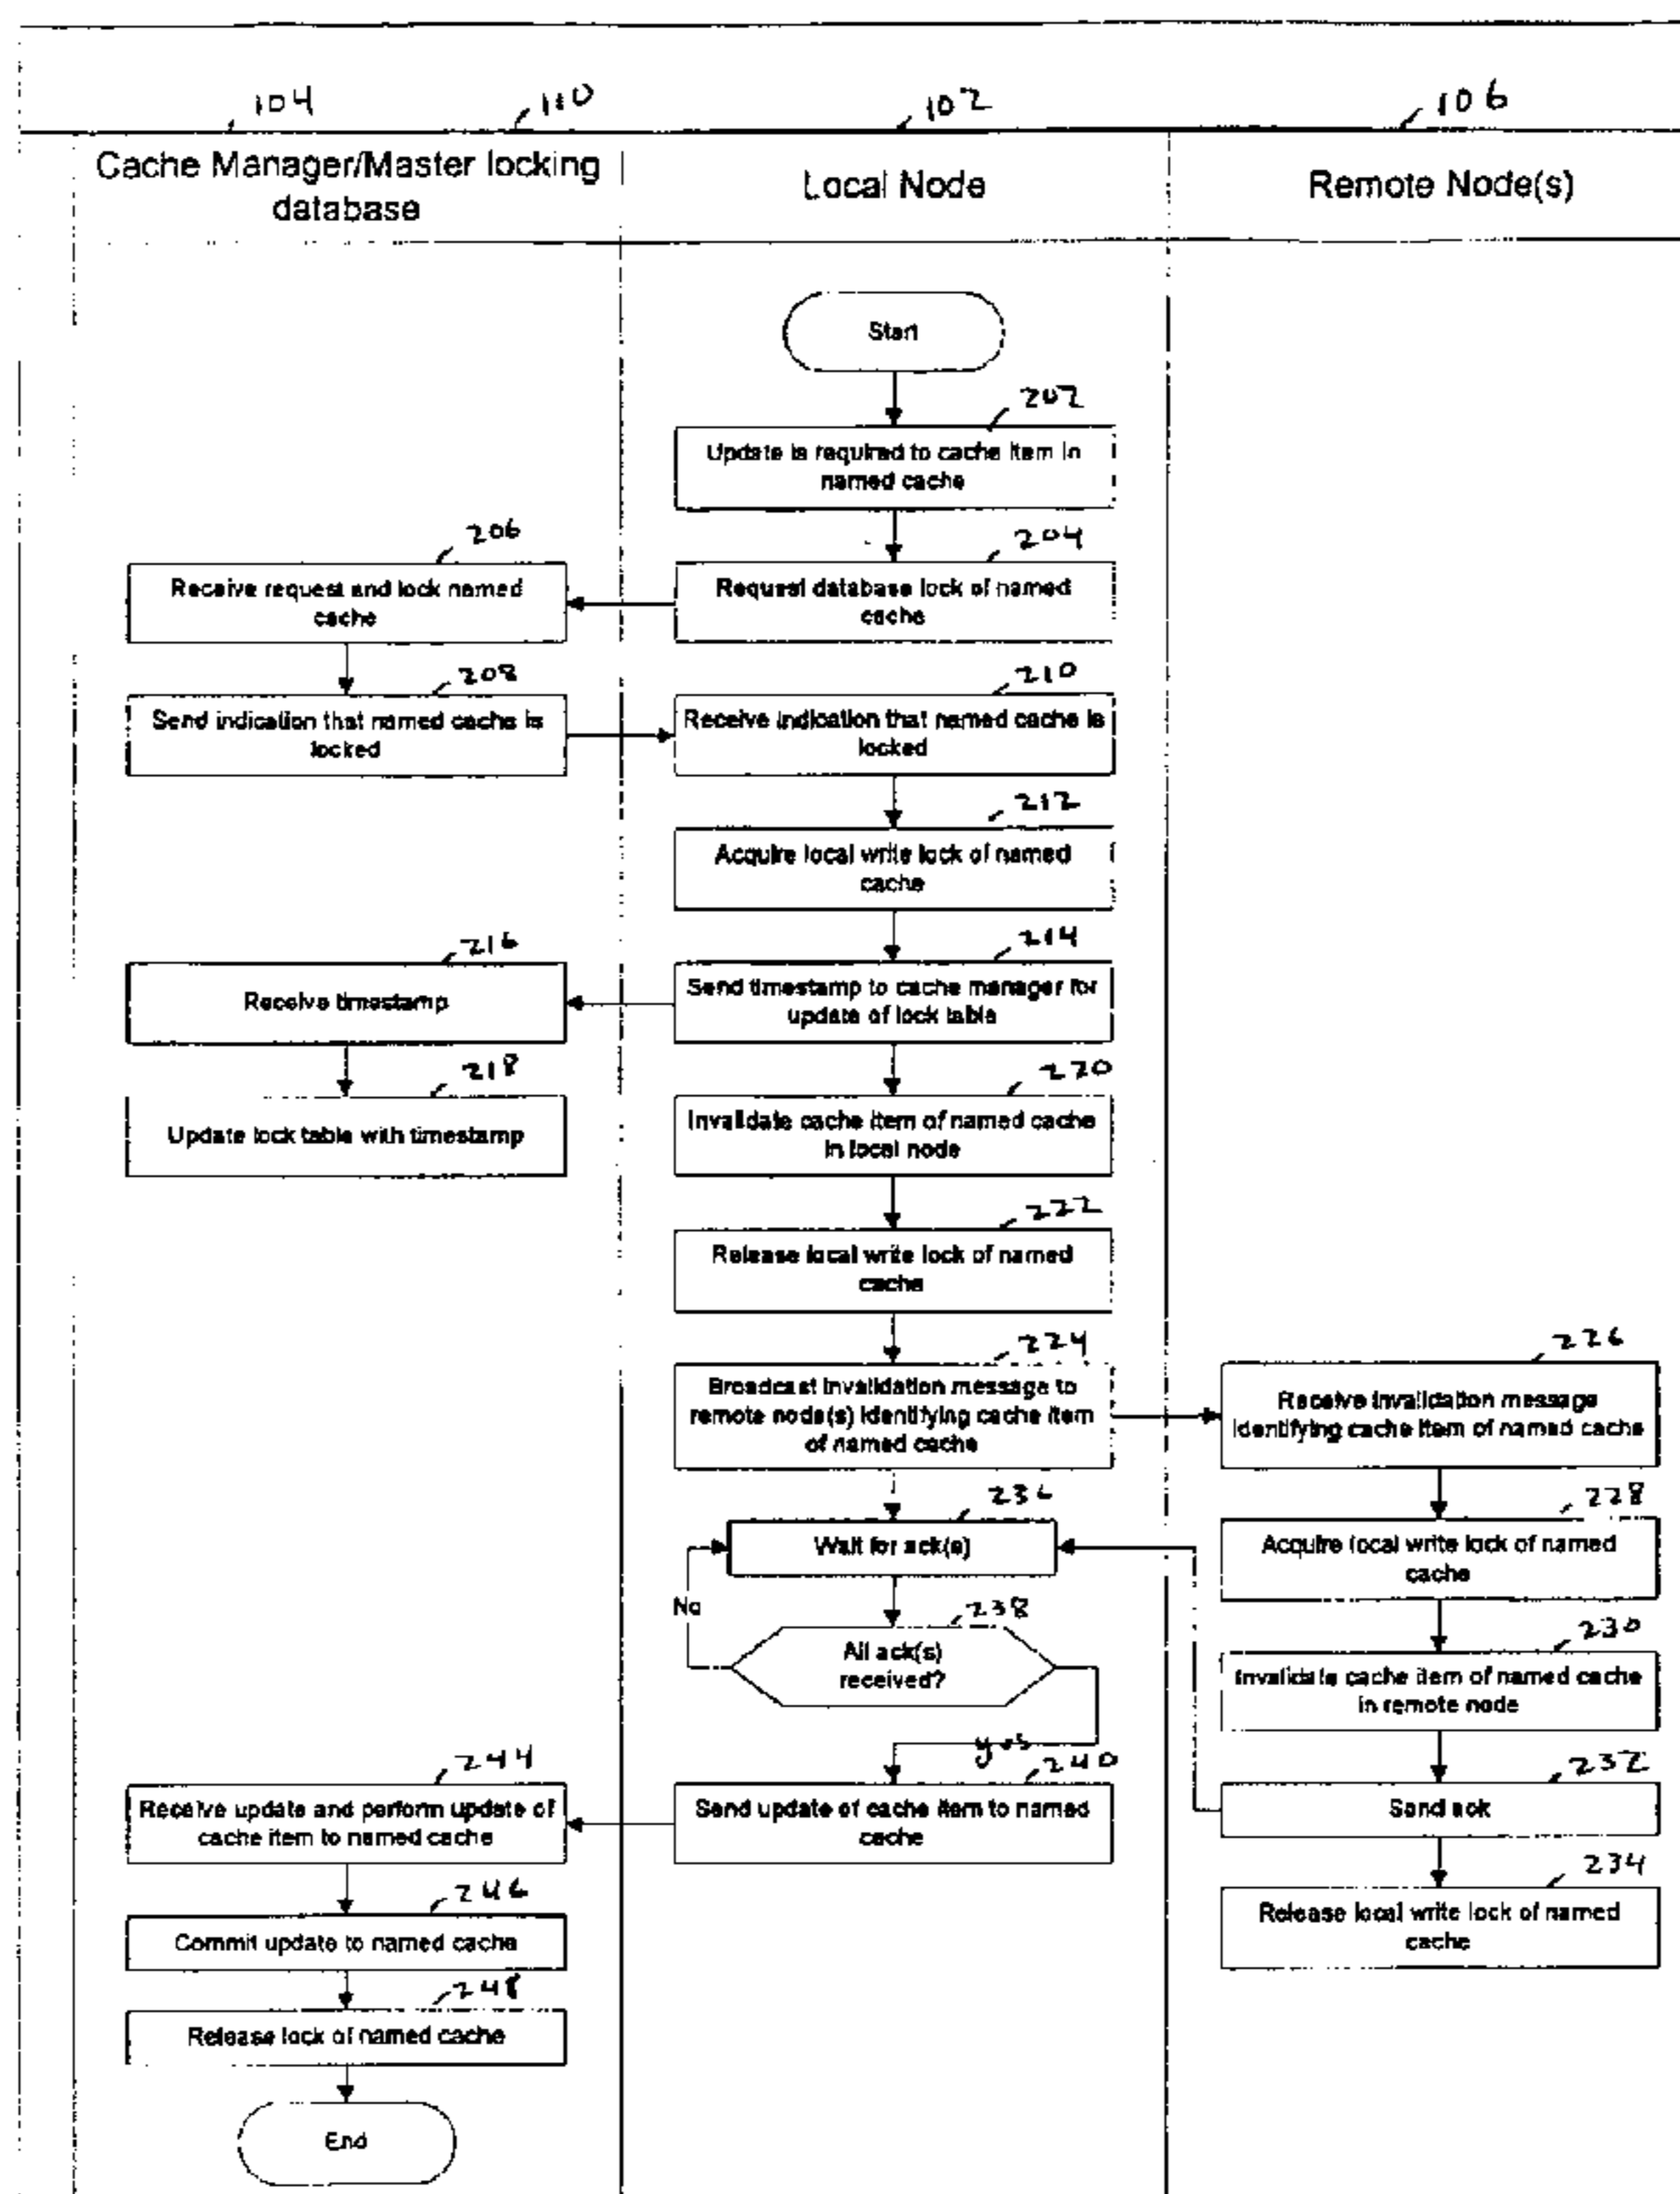 104
110
102
106
Cache Manager/Master locking
database
Local Node
Remote Node(s)
Start
202
Update is required to cache item in
named cache
206
204
Receive request and lock named
cache
Request database lock of named
cache
208
210
Send indication that named cache is
locked
Receive indication that named cache is
locked
212
Acquire local write lock of named
cache
216
214
Receive timestamp
Send timestamp to cache manager for
update of lock table
218
220
Update lock table with timestamp
Invalidate cache item of named cache
in local node
222
Release local write lock of named
cache
224
226
Broadcast invalidation message to
remote node(s) identifying cache item
of named cache
Receive invalidation message
identifying cache item of named cache
236
228
Wait for ack(s)
Acquire local write lock of named
cache
No
238
230
All ack(s)
received?
Invalidate cache item of named cache
in remote node
yes
244
240
232
Receive update and perform update of
cache item to named cache
Send update of cache item to named
cache
Send ack
246
234
Commit update to named cache
Release local write lock of named
cache
248
Release lock of named cache
End